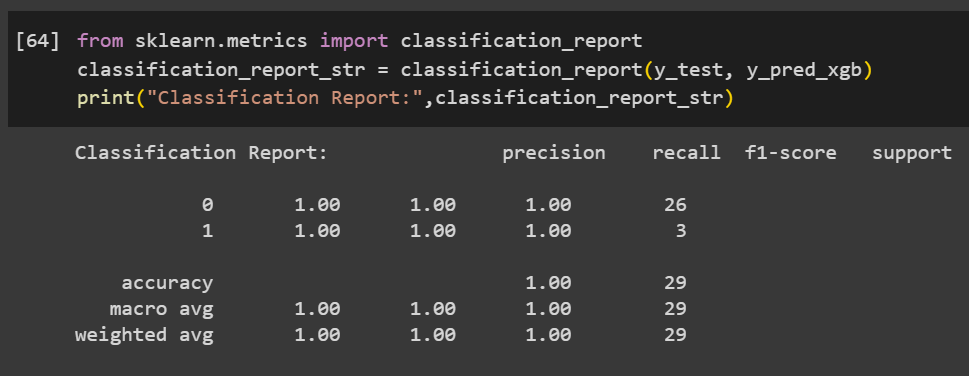 [64] from sklearn.metrics import classification_report
classification_report_str = classification_report(y_test, y_pred_xgb)
print("Classification Report:",classification_report_str)
Classification Report:               precision    recall  f1-score   support
0       1.00      1.00      1.00        26
1       1.00      1.00      1.00         3
accuracy                           1.00        29
macro avg       1.00      1.00      1.00        29
weighted avg       1.00      1.00      1.00        29